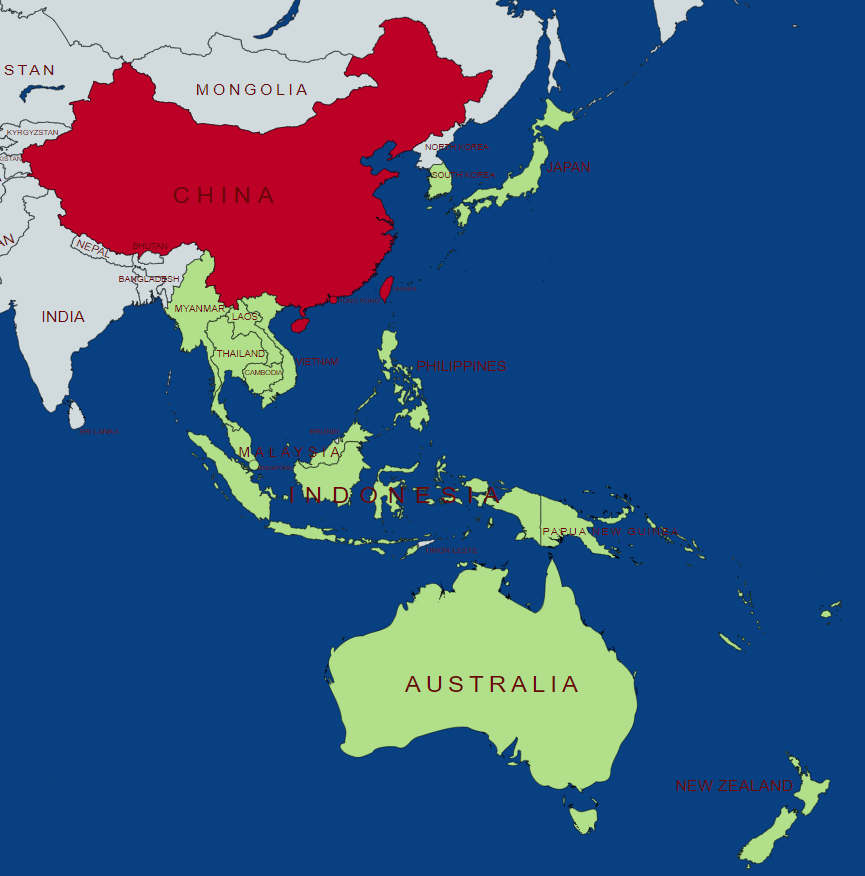 STAN
MONGOLIA
KYRGYZSTAN
NORTH KOREA
SOUTH KOREA
JAPAN
CHINA
NEPAL
BHUTAN
BANGLADESH
INDIA
MYANMAR
LAOS
THAILAND
VIETNAM
CAMBODIA
PHILIPPINES
MALAYSIA
INDONESIA
PAPUA NEW GUINEA
AUSTRALIA
NEW ZEALAND